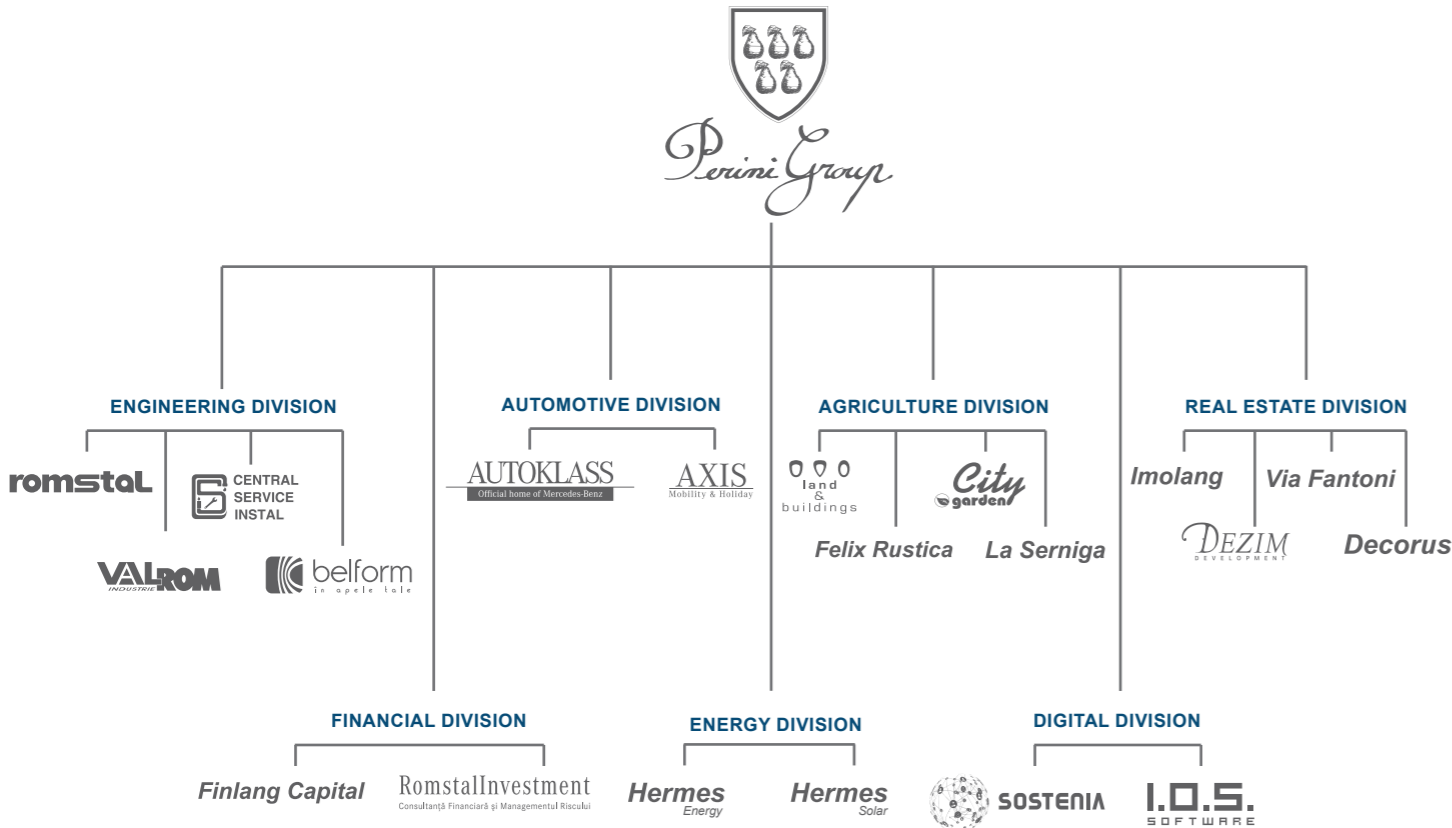 Perini Group
ENGINEERING DIVISION
romstal
CENTRAL
SERVICE
INSTAL
VALROM
INDUSTRIE
belform
în apele tale
AUTOMOTIVE DIVISION
AUTOKLASS
Official home of Mercedes-Benz
AXIS
Mobility & Holiday
AGRICULTURE DIVISION
land
&
buildings
City
garden
Felix Rustica
La Serniga
REAL ESTATE DIVISION
Imolang
Via Fantoni
DEZIM
DEVELOPMENT
Decorus
FINANCIAL DIVISION
Finlang Capital
RomstalInvestment
Consultanţă Financiară şi Managementul Riscului
ENERGY DIVISION
Hermes
Energy
Hermes
Solar
DIGITAL DIVISION
SOSTENIA
I.O.S.
SOFTWARE